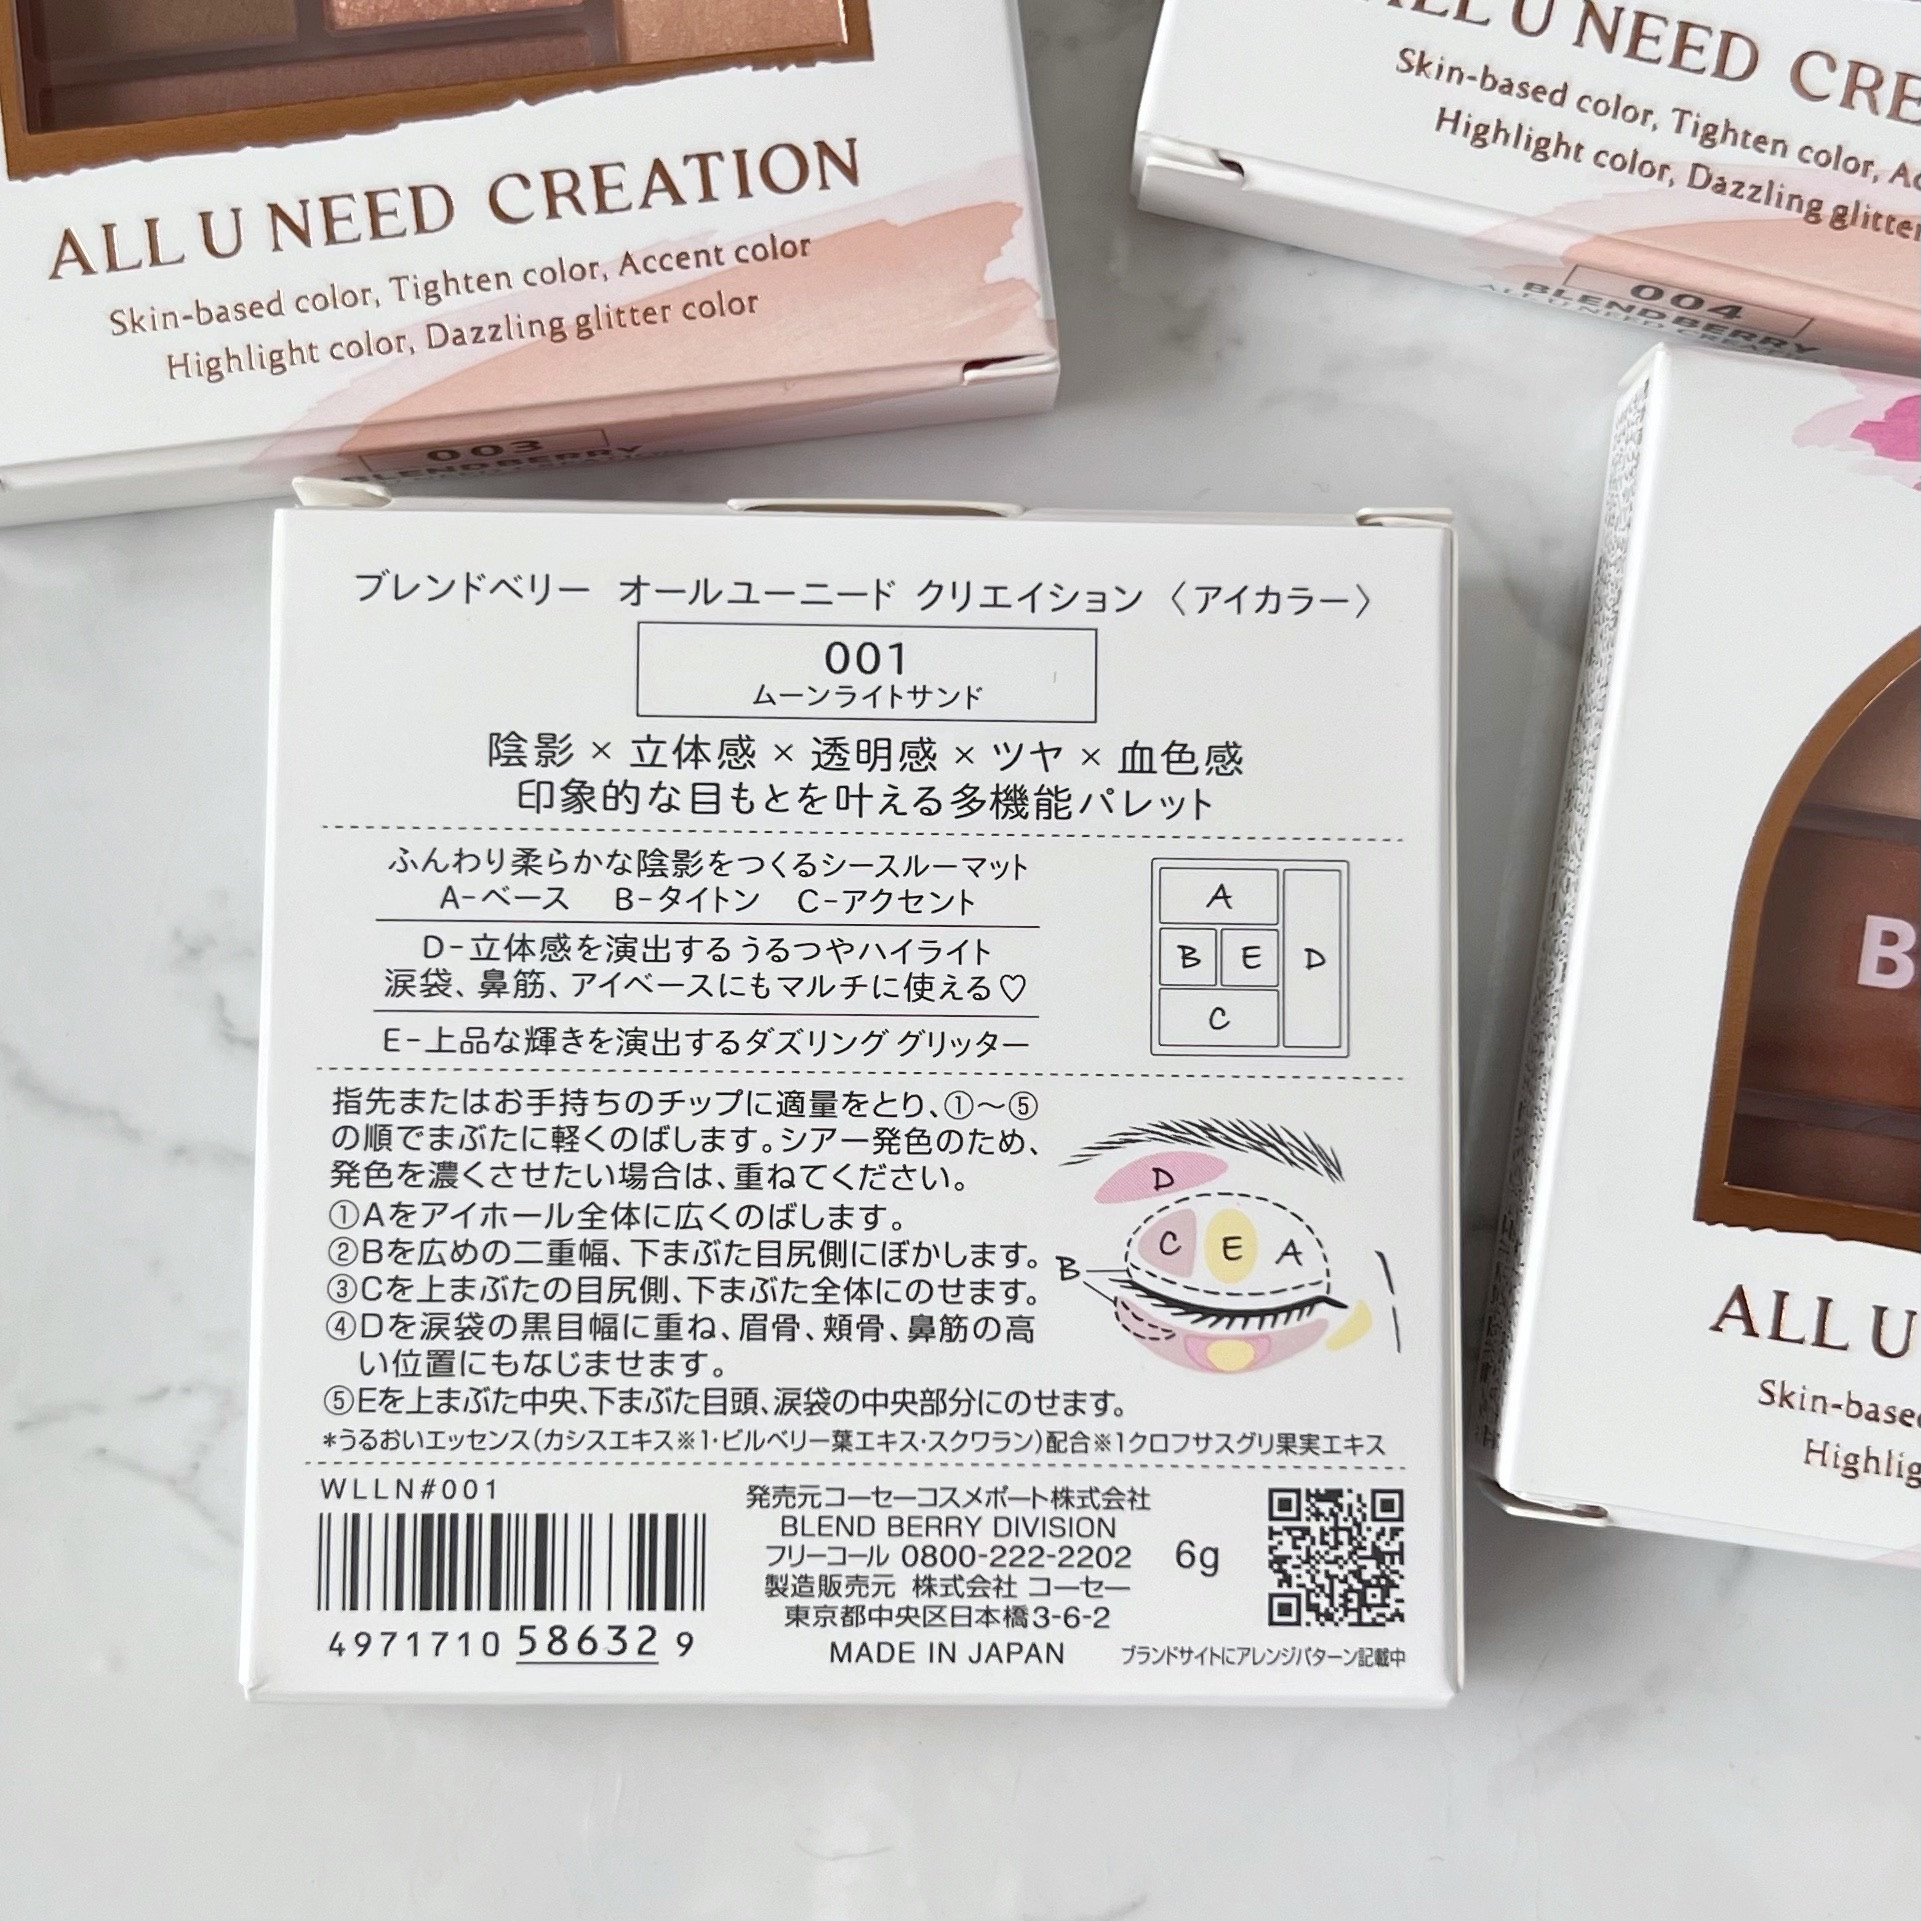 ALL U NEED CREATION
Skin-based color, Tighten color, Accent color
Highlight color, Dazzling glitter color
003
BLEND BERRY
ALL U NEED
Skin-based color, Tighten color,
Highlight color, Dazzling glitter
004
BLEND BERRY
ブレンドベリー オールユーニード クリエイション〈アイカラー〉
001
ムーンライトサンド
陰影×立体感×透明感×ツヤ×血色感
印象的な目もとを叶える多機能パレット
ふんわり柔らかな陰影をつくるシースルーマット
A-ベース B-タイトン C-アクセント
D-立体感を演出するうるつやハイライト
涙袋、鼻筋、アイベースにもマルチに使える♡
E-上品な輝きを演出するダズリンググリッター
A
B E D
C
指先またはお手持ちのチップに適量をとり、①～⑤
の順でまぶたに軽くのばします。シアー発色のため、
発色を濃くさせたい場合は、重ねてください。
①Aをアイホール全体に広くのばします。
②Bを広めの二重幅、下まぶた目尻側にぼかします。
③Cを上まぶたの目尻側、下まぶた全体にのせます。
④Dを涙袋の黒目幅に重ね、眉骨、頬骨、鼻筋の高
い位置にもなじませます。
⑤Eを上まぶた中央、下まぶた目頭、涙袋の中央部分にのせます。
D
C E A
B
*うるおいエッセンス(カシスエキス※1・ビルベリー葉エキス・スクワラン)配合※1クロフサスグリ果実エキス
WLLN#001
4971710 58632 9
発売元コーセーコスメポート株式会社
BLEND BERRY DIVISION
フリーコール 0800-222-2202
製造販売元 株式会社 コーセー
東京都中央区日本橋3-6-2
MADE IN JAPAN
6g
ブランドサイトにアレンジパターン記載中
B
ALL U